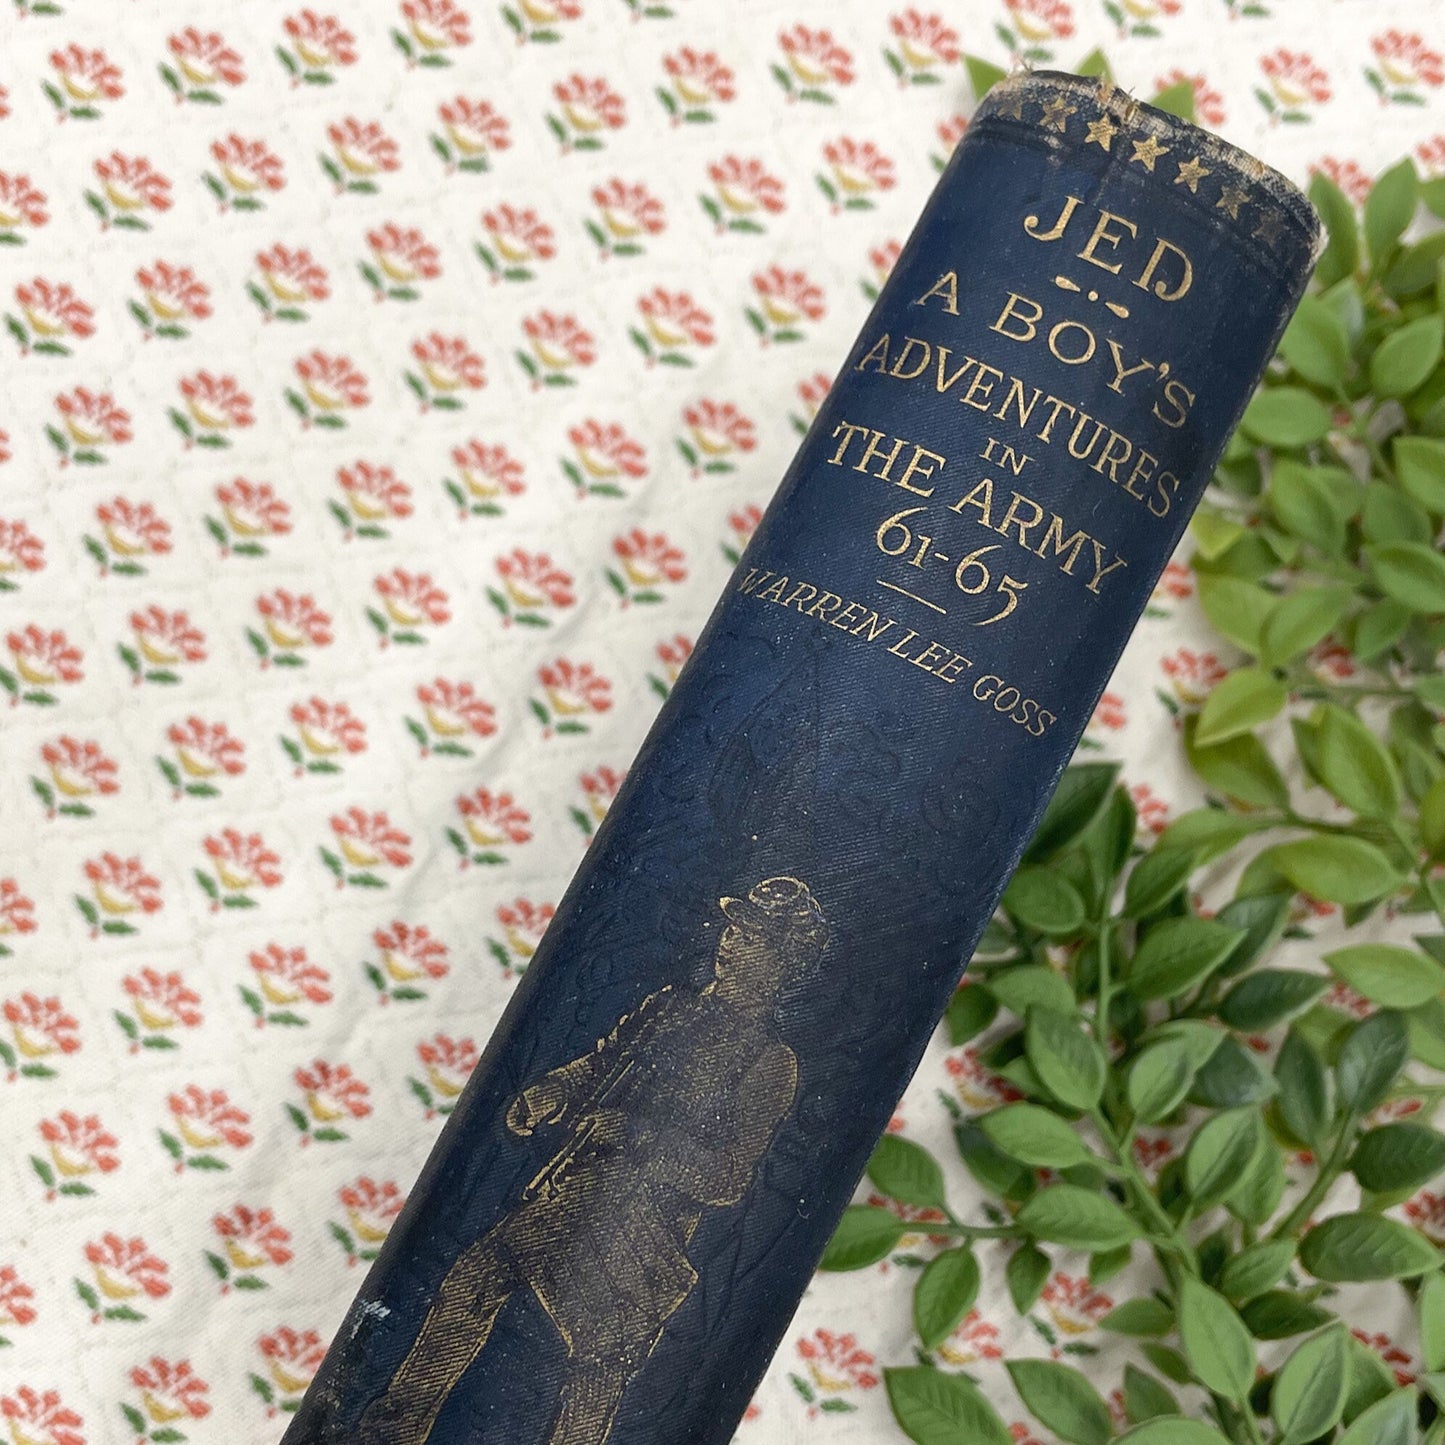 JED
A BOY'S
ADVENTURES
IN
THE ARMY
61-65
WARREN LEE GOSS